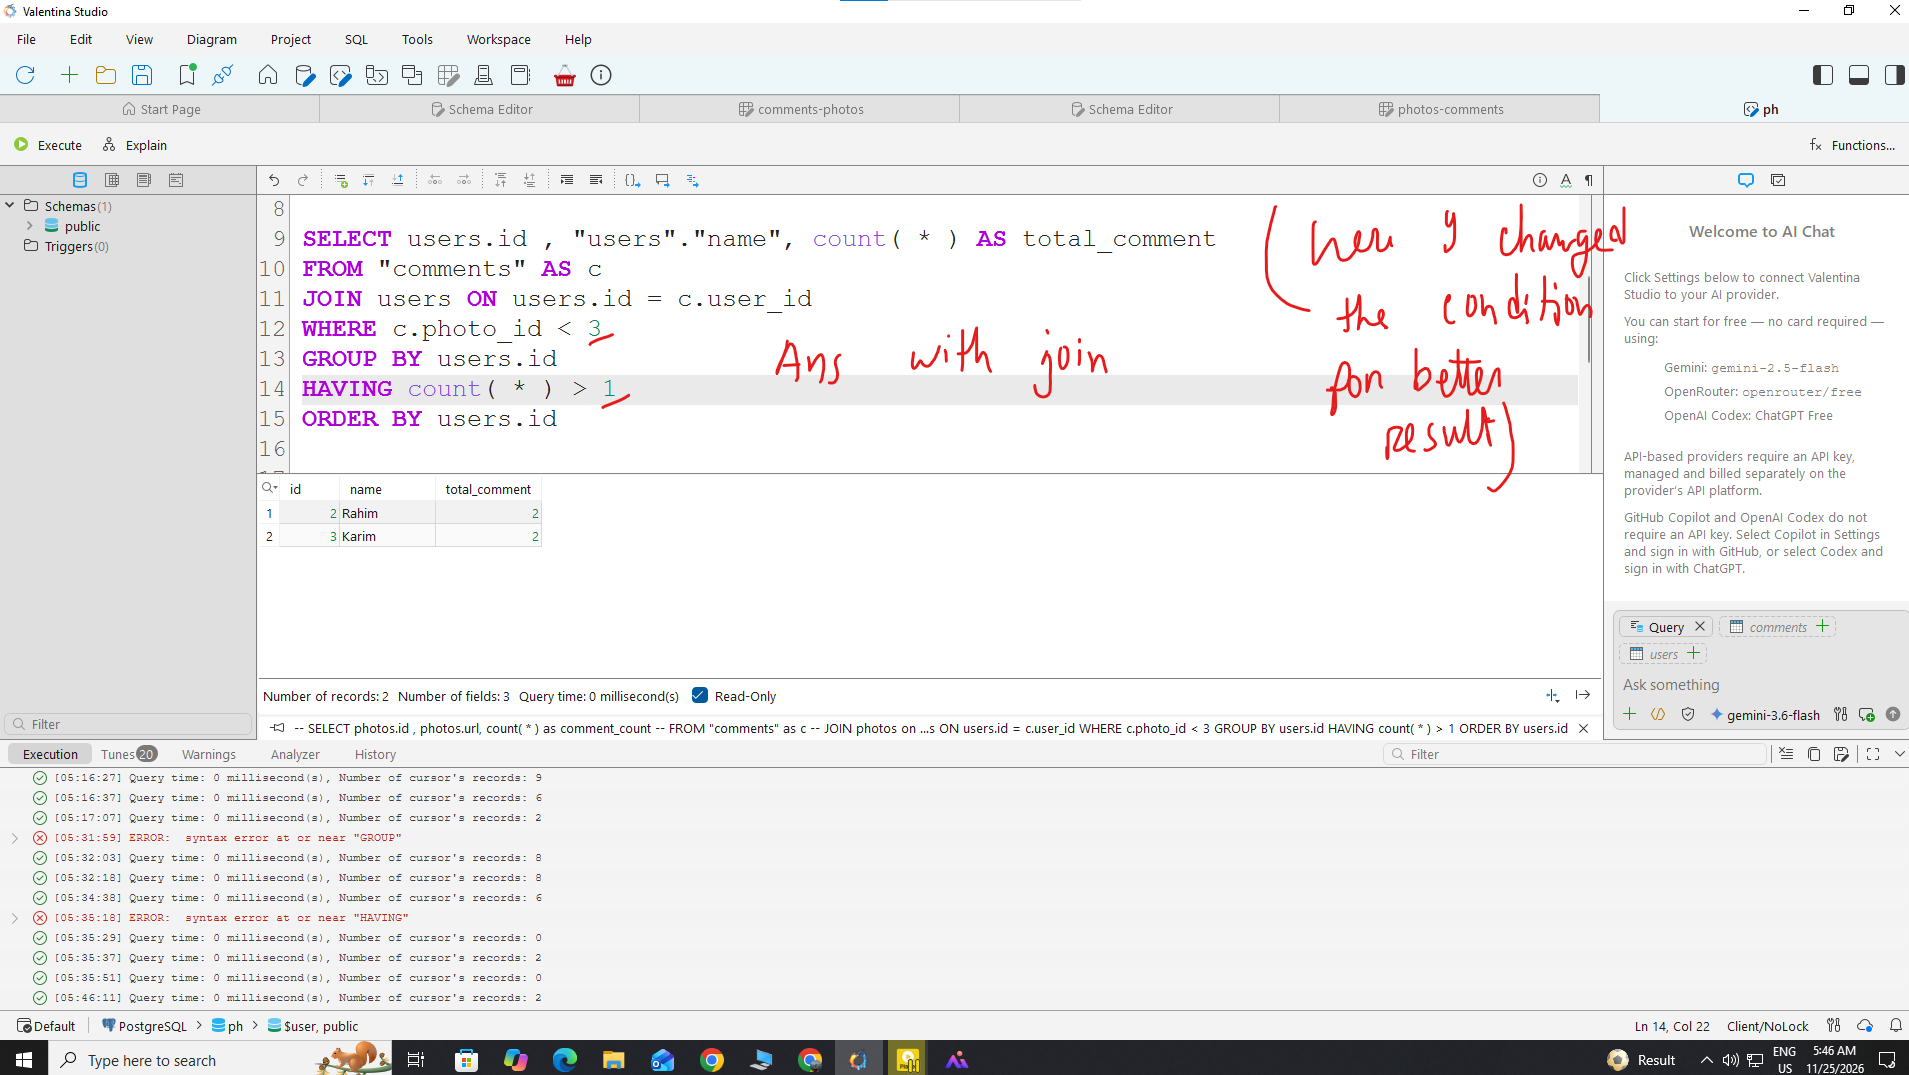 Valentina Studio
File Edit View Diagram Project SQL Tools Workspace Help
Start Page Schema Editor comments-photos Schema Editor photos-comments ph
Execute Explain Functions...
Schemas(1)
public
Triggers(0)
Filter
8
9 SELECT users.id , "users"."name", count( * ) AS total_comment
10 FROM "comments" AS c
11 JOIN users ON users.id = c.user_id
12 WHERE c.photo_id < 3
13 GROUP BY users.id
14 HAVING count( * ) > 1
15 ORDER BY users.id
16
Ans with join
(here I changed
the condition
for better
result)
id name total_comment
1 2 Rahim 2
2 3 Karim 2
Number of records: 2 Number of fields: 3 Query time: 0 millisecond(s) Read-Only
-- SELECT photos.id , photos.url, count( * ) as comment_count -- FROM "comments" as c -- JOIN photos on ...s ON users.id = c.user_id WHERE c.photo_id < 3 GROUP BY users.id HAVING count( * ) > 1 ORDER BY users.id
Welcome to AI Chat
Click Settings below to connect Valentina
Studio to your AI provider.
You can start for free — no card required —
using:
Gemini: gemini-2.5-flash
OpenRouter: openrouter/free
OpenAI Codex: ChatGPT Free
API-based providers require an API key,
managed and billed separately on the
provider's API platform.
GitHub Copilot and OpenAI Codex do not
require an API key. Select Copilot in Settings
and sign in with GitHub, or select Codex and
sign in with ChatGPT.
Query comments
users
Ask something
gemini-3.6-flash
Execution Tunes 20 Warnings Analyzer History Filter
[05:16:27] Query time: 0 millisecond(s), Number of cursor's records: 9
[05:16:37] Query time: 0 millisecond(s), Number of cursor's records: 6
[05:17:07] Query time: 0 millisecond(s), Number of cursor's records: 2
[05:31:59] ERROR: syntax error at or near "GROUP"
[05:32:03] Query time: 0 millisecond(s), Number of cursor's records: 8
[05:32:18] Query time: 0 millisecond(s), Number of cursor's records: 8
[05:34:38] Query time: 0 millisecond(s), Number of cursor's records: 6
[05:35:18] ERROR: syntax error at or near "HAVING"
[05:35:29] Query time: 0 millisecond(s), Number of cursor's records: 0
[05:35:37] Query time: 0 millisecond(s), Number of cursor's records: 2
[05:35:51] Query time: 0 millisecond(s), Number of cursor's records: 0
[05:46:11] Query time: 0 millisecond(s), Number of cursor's records: 2
Default PostgreSQL > ph > $user, public Ln 14, Col 22 Client/NoLock
Type here to search Result ENG US 5:46 AM 11/25/2026